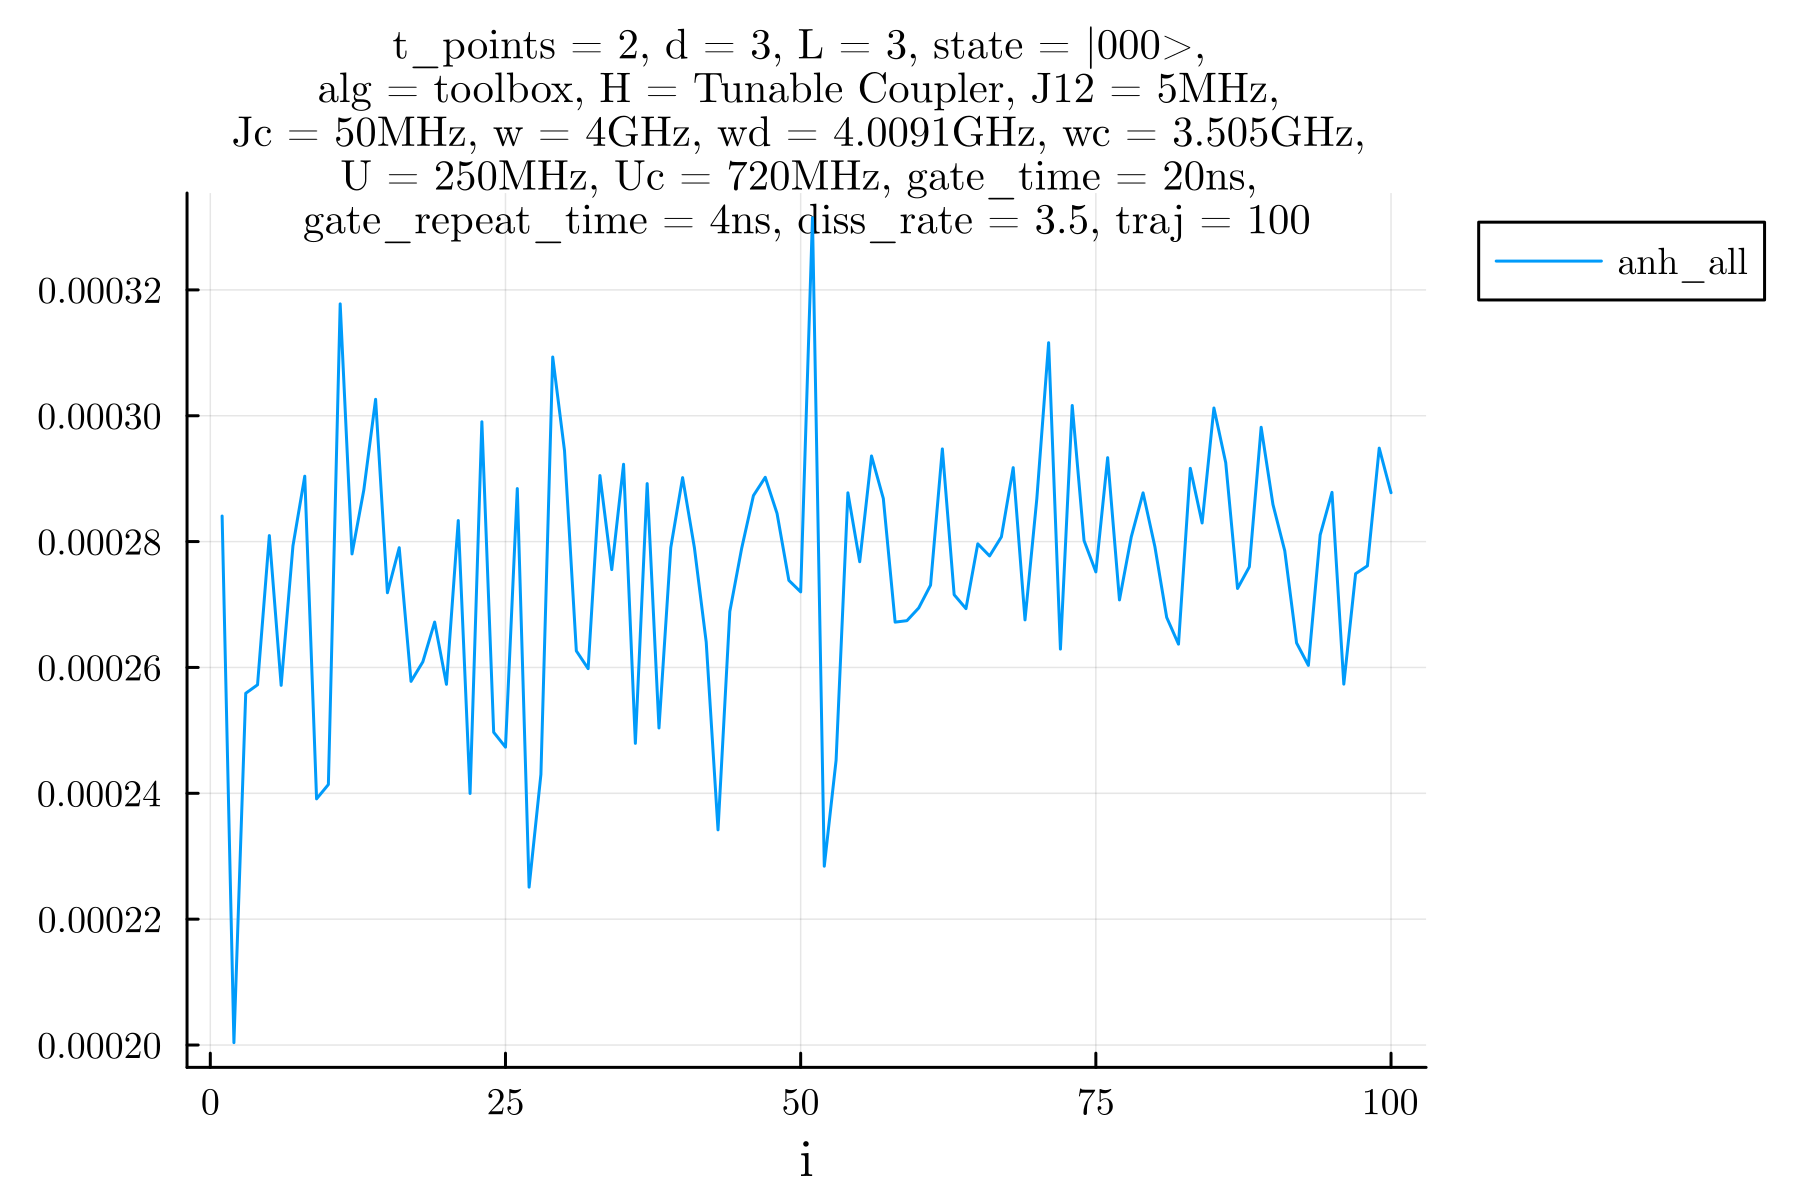 t_points = 2, d = 3, L = 3, state = |000>,
alg = toolbox, H = Tunable Coupler, J12 = 5MHz,
Jc = 50MHz, w = 4GHz, wd = 4.0091GHz, wc = 3.505GHz,
U = 250MHz, Uc = 720MHz, gate_time = 20ns,
gate_repeat_time = 4ns, diss_rate = 3.5, traj = 100
anh_all
0.00032
0.00030
0.00028
0.00026
0.00024
0.00022
0.00020
0 25 50 75 100
i